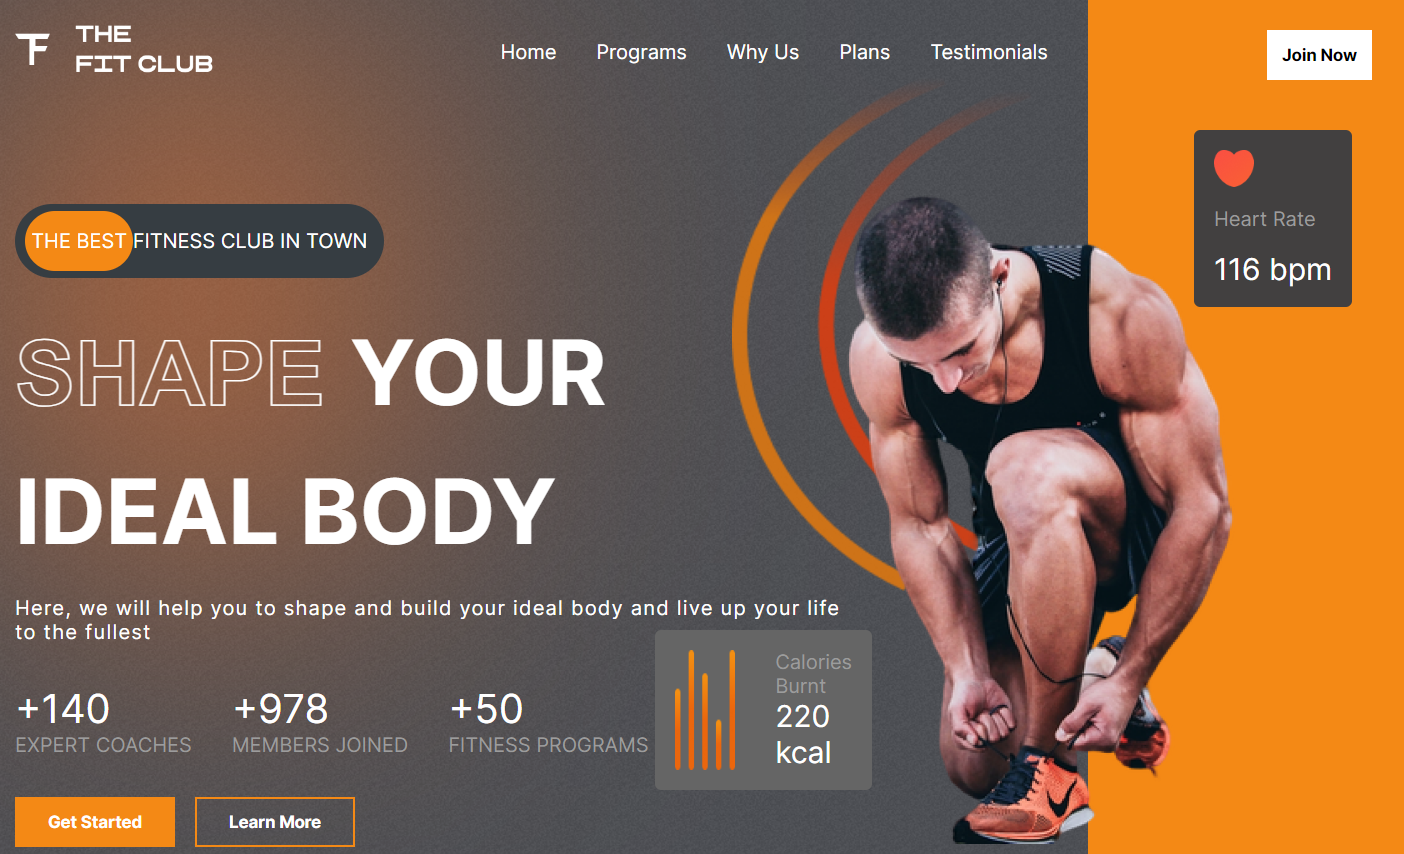 THE
FIT CLUB
Home Programs Why Us Plans Testimonials
Join Now
Heart Rate
116 bpm
THE BEST FITNESS CLUB IN TOWN
SHAPE YOUR
IDEAL BODY
Here, we will help you to shape and build your ideal body and live up your life
to the fullest
+140 +978 +50
EXPERT COACHES MEMBERS JOINED FITNESS PROGRAMS
Calories
Burnt
220
kcal
Get Started Learn More